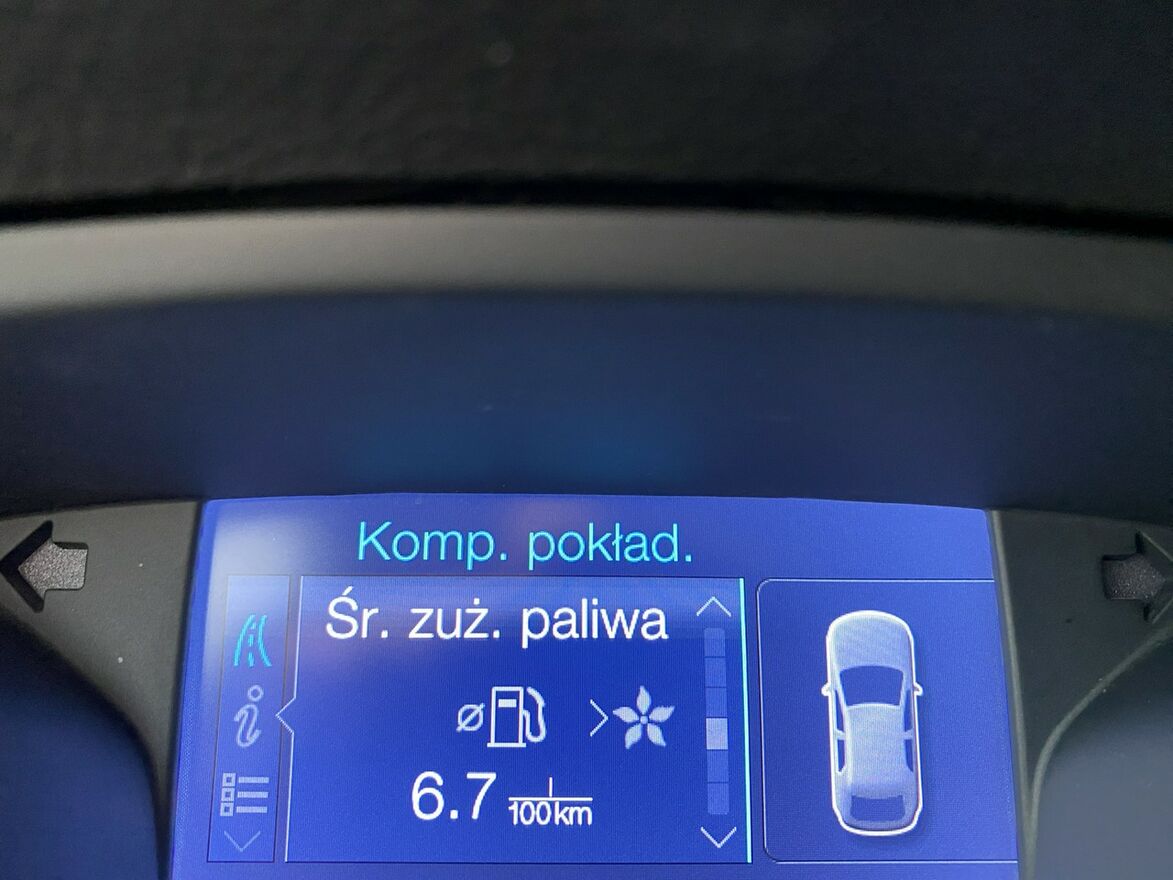 Komp. pokład.
Śr. zuż. paliwa
6.7 l/100km